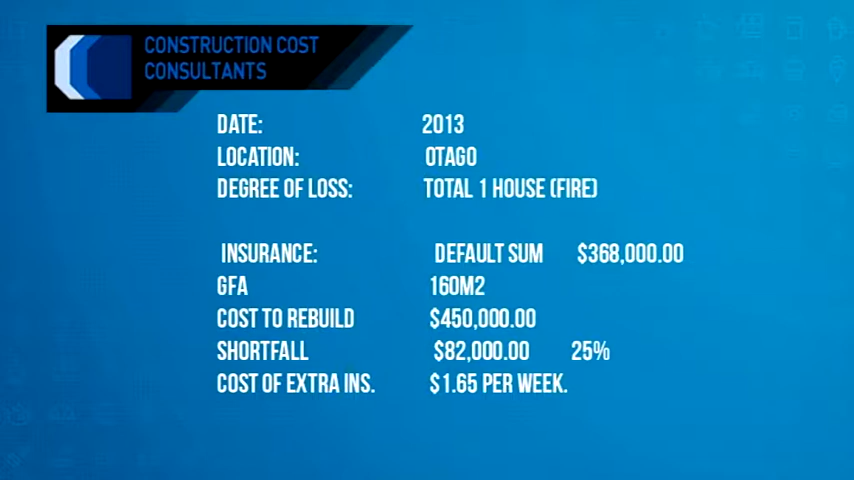 CONSTRUCTION COST
CONSULTANTS
DATE: 2013
LOCATION: OTAGO
DEGREE OF LOSS: TOTAL 1 HOUSE (FIRE)
INSURANCE: DEFAULT SUM $368,000.00
GFA 160M2
COST TO REBUILD $450,000.00
SHORTFALL $82,000.00 25%
COST OF EXTRA INS. $1.65 PER WEEK.